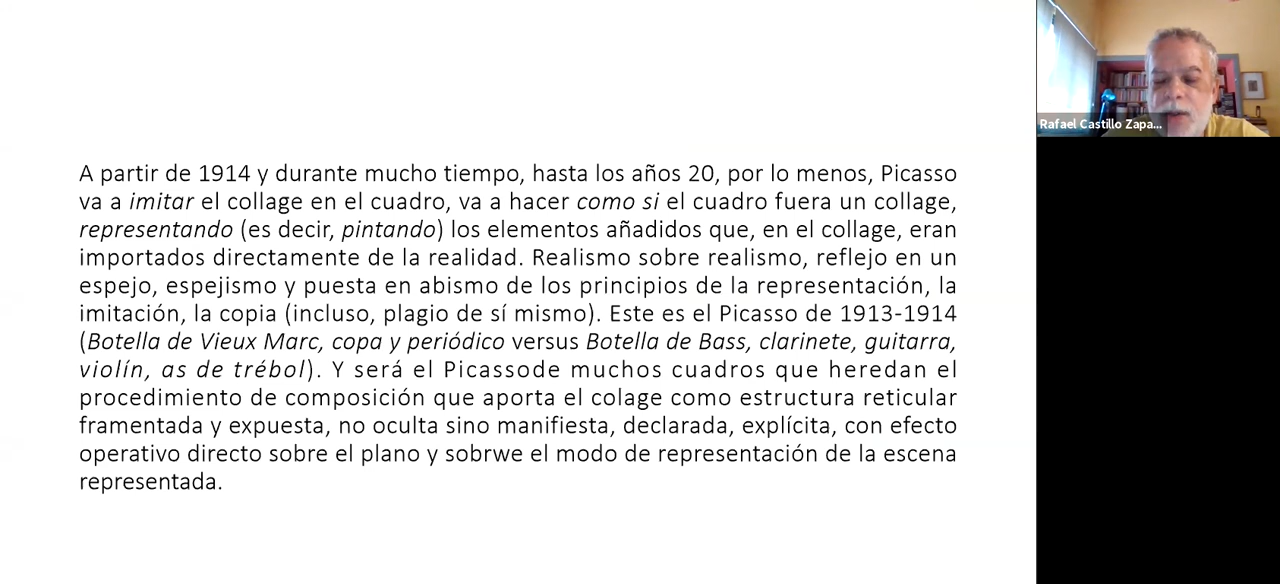 A partir de 1914 y durante mucho tiempo, hasta los años 20, por lo menos, Picasso
va a imitar el collage en el cuadro, va a hacer como si el cuadro fuera un collage,
representando (es decir, pintando) los elementos añadidos que, en el collage, eran
importados directamente de la realidad. Realismo sobre realismo, reflejo en un
espejo, espejismo y puesta en abismo de los principios de la representación, la
imitación, la copia (incluso, plagio de sí mismo). Este es el Picasso de 1913-1914
(Botella de Vieux Marc, copa y periódico versus Botella de Bass, clarinete, guitarra,
violín, as de trébol). Y será el Picassode muchos cuadros que heredan el
procedimiento de composición que aporta el colage como estructura reticular
framentada y expuesta, no oculta sino manifiesta, declarada, explícita, con efecto
operativo directo sobre el plano y sobrwe el modo de representación de la escena
representada.
Rafael Castillo Zapa...